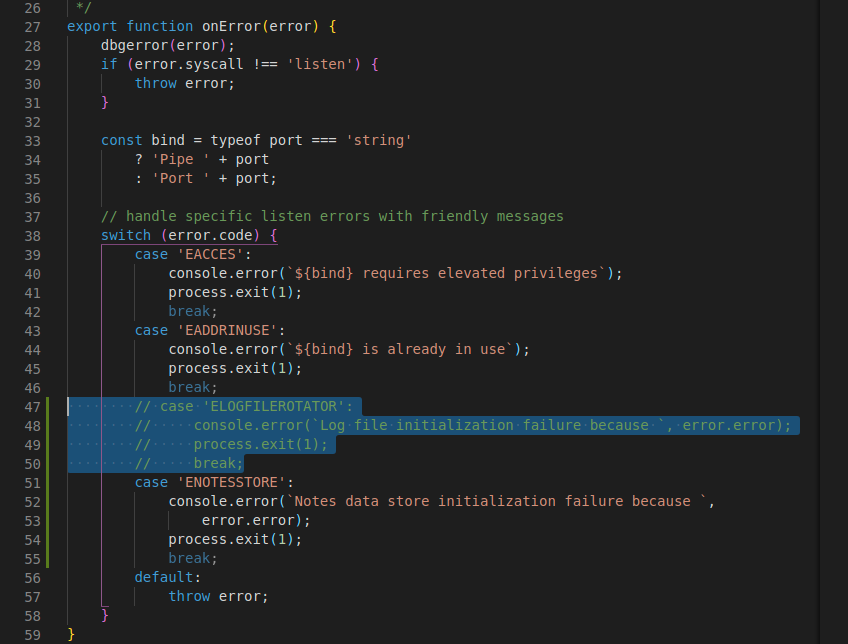 26 */
27 export function onError(error) {
28     dbgerror(error);
29     if (error.syscall !== 'listen') {
30         throw error;
31     }
32
33     const bind = typeof port === 'string'
34         ? 'Pipe ' + port
35         : 'Port ' + port;
36
37     // handle specific listen errors with friendly messages
38     switch (error.code) {
39         case 'EACCES':
40             console.error(`${bind} requires elevated privileges`);
41             process.exit(1);
42             break;
43         case 'EADDRINUSE':
44             console.error(`${bind} is already in use`);
45             process.exit(1);
46             break;
47         // case 'ELOGFILEROTATOR':
48         //     console.error(`Log file initialization failure because `, error.error);
49         //     process.exit(1);
50         //     break;
51         case 'ENOTESSTORE':
52             console.error(`Notes data store initialization failure because `,
53                 error.error);
54             process.exit(1);
55             break;
56         default:
57             throw error;
58     }
59 }